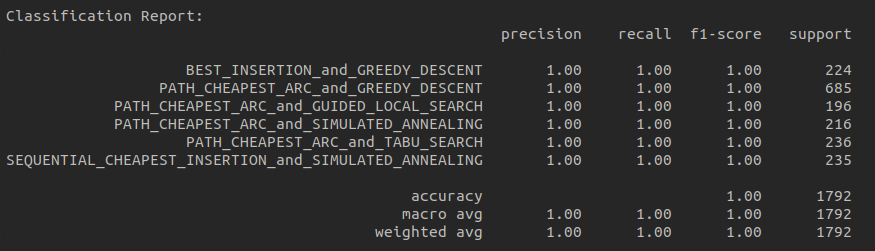 Classification Report:
precision recall f1-score support
BEST_INSERTION_and_GREEDY_DESCENT 1.00 1.00 1.00 224
PATH_CHEAPEST_ARC_and_GREEDY_DESCENT 1.00 1.00 1.00 685
PATH_CHEAPEST_ARC_and_GUIDED_LOCAL_SEARCH 1.00 1.00 1.00 196
PATH_CHEAPEST_ARC_and_SIMULATED_ANNEALING 1.00 1.00 1.00 216
PATH_CHEAPEST_ARC_and_TABU_SEARCH 1.00 1.00 1.00 236
SEQUENTIAL_CHEAPEST_INSERTION_and_SIMULATED_ANNEALING 1.00 1.00 1.00 235
accuracy 1.00 1792
macro avg 1.00 1.00 1.00 1792
weighted avg 1.00 1.00 1.00 1792